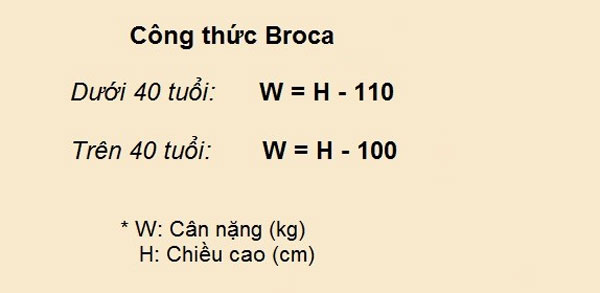 Công thức Broca
Dưới 40 tuổi: W = H - 110
Trên 40 tuổi: W = H - 100
* W: Cân nặng (kg)
H: Chiều cao (cm)